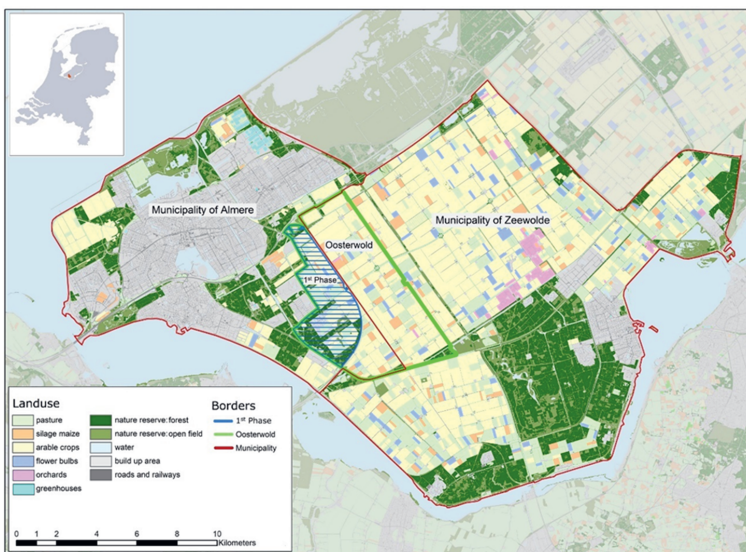 Municipality of Almere
Municipality of Zeewolde
Oosterwold
1st Phase
Landuse
pasture
silage maize
arable crops
flower bulbs
orchards
greenhouses
nature reserve: forest
nature reserve: open field
water
build up area
roads and railways
Borders
1st Phase
Oosterwold
Municipality
0 1 2 4 6 8 10
Kilometers